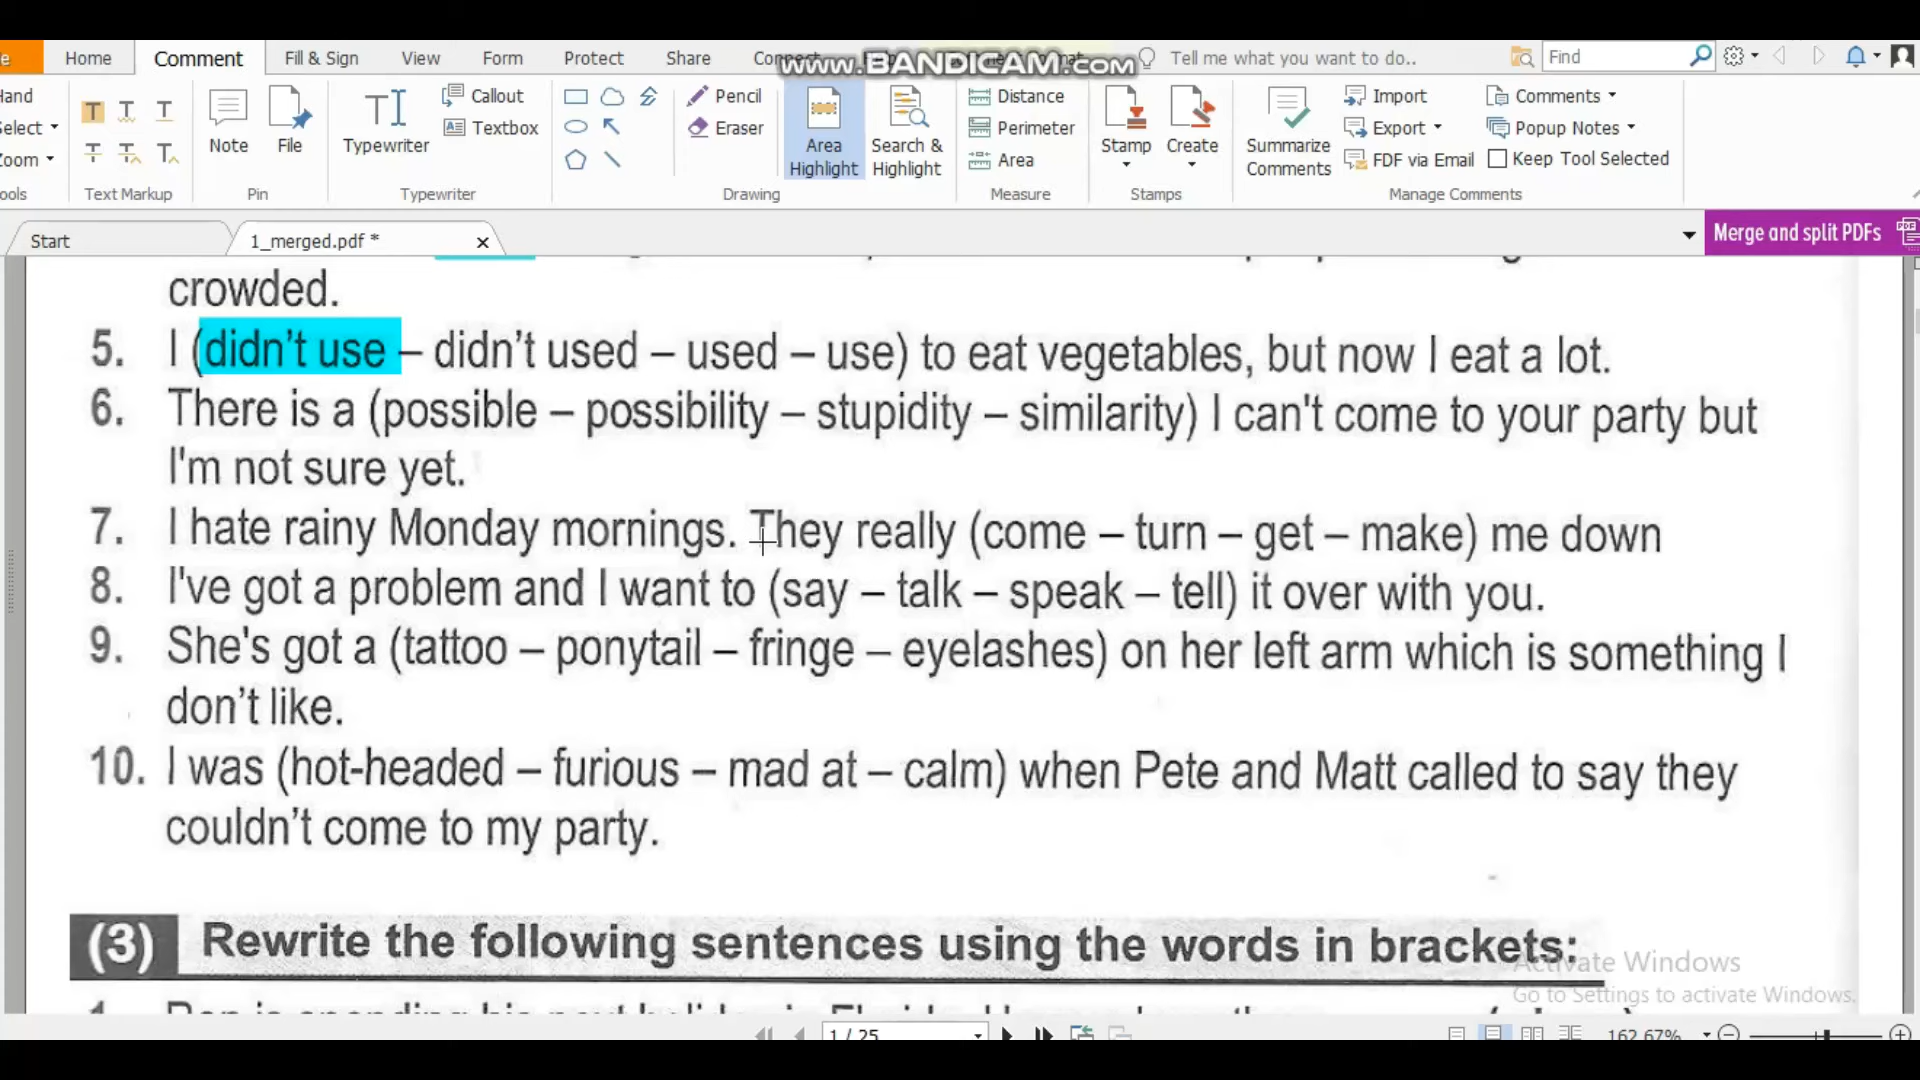 www.BANDICAM.com
Home Comment Fill & Sign View Form Protect Share Tell me what you want to do.. Find
Hand Callout Pencil Distance Import Comments
Select Textbox Eraser Perimeter Export Popup Notes
Zoom Note File Typewriter Area Highlight Search & Highlight Area Stamp Create Summarize Comments FDF via Email Keep Tool Selected
Text Markup Pin Typewriter Drawing Measure Stamps Manage Comments
Start 1_merged.pdf * Merge and split PDFs
crowded.
5. I (didn't use – didn't used – used – use) to eat vegetables, but now I eat a lot.
6. There is a (possible – possibility – stupidity – similarity) I can't come to your party but
I'm not sure yet.
7. I hate rainy Monday mornings. They really (come – turn – get – make) me down
8. I've got a problem and I want to (say – talk – speak – tell) it over with you.
9. She's got a (tattoo – ponytail – fringe – eyelashes) on her left arm which is something I
don't like.
10. I was (hot-headed – furious – mad at – calm) when Pete and Matt called to say they
couldn't come to my party.
(3) Rewrite the following sentences using the words in brackets:
Activate Windows
Go to Settings to activate Windows.
1 / 25 162.67%